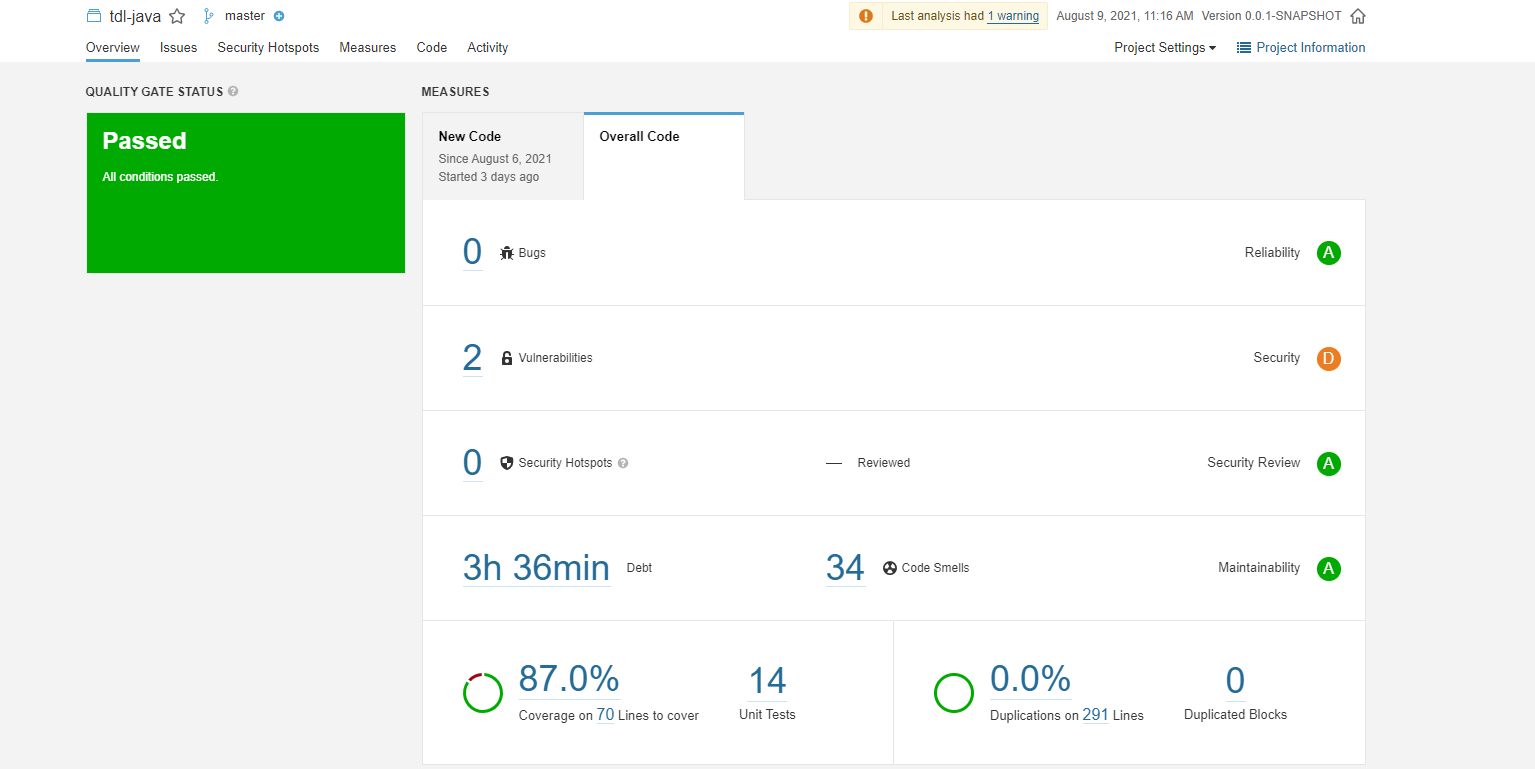 tdl-java master Last analysis had 1 warning August 9, 2021, 11:16 AM Version 0.0.1-SNAPSHOT
Overview Issues Security Hotspots Measures Code Activity Project Settings Project Information
QUALITY GATE STATUS ?
Passed
All conditions passed.
MEASURES
New Code
Since August 6, 2021
Started 3 days ago
Overall Code
0 Bugs Reliability A
2 Vulnerabilities Security D
0 Security Hotspots ? — Reviewed Security Review A
3h 36min Debt 34 Code Smells Maintainability A
87.0%
Coverage on 70 Lines to cover
14
Unit Tests
0.0%
Duplications on 291 Lines
0
Duplicated Blocks